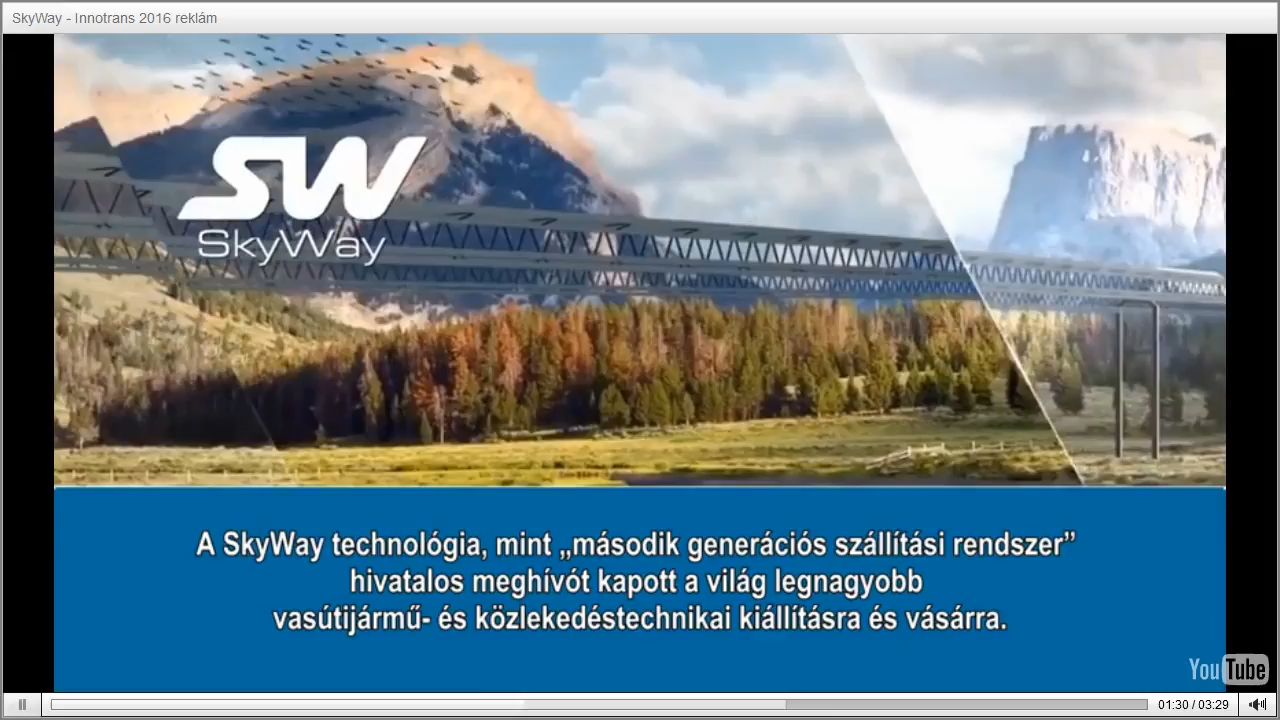 SkyWay - Innotrans 2016 reklám
SW
SkyWay
A SkyWay technológia, mint „második generációs szállítási rendszer”
hivatalos meghívót kapott a világ legnagyobb
vasútijármű- és közlekedéstechnikai kiállításra és vásárra.
YouTube
01:30 / 03.29